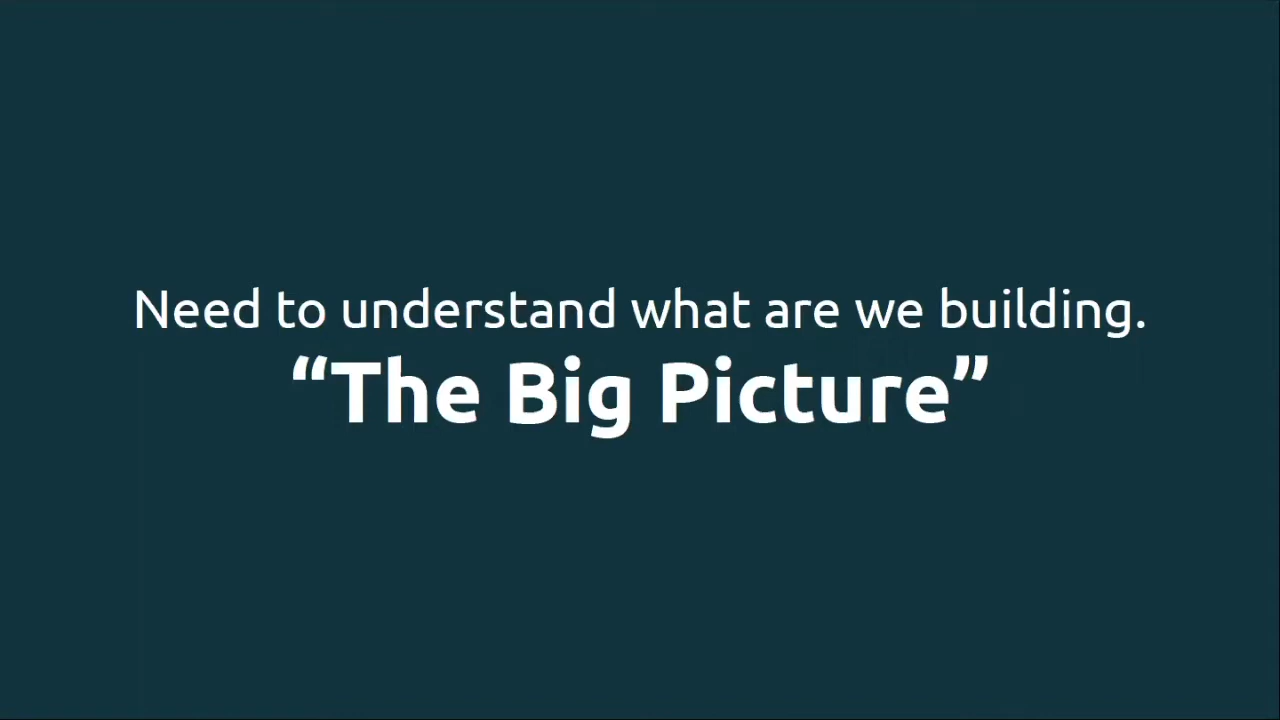 Need to understand what are we building.
“The Big Picture”